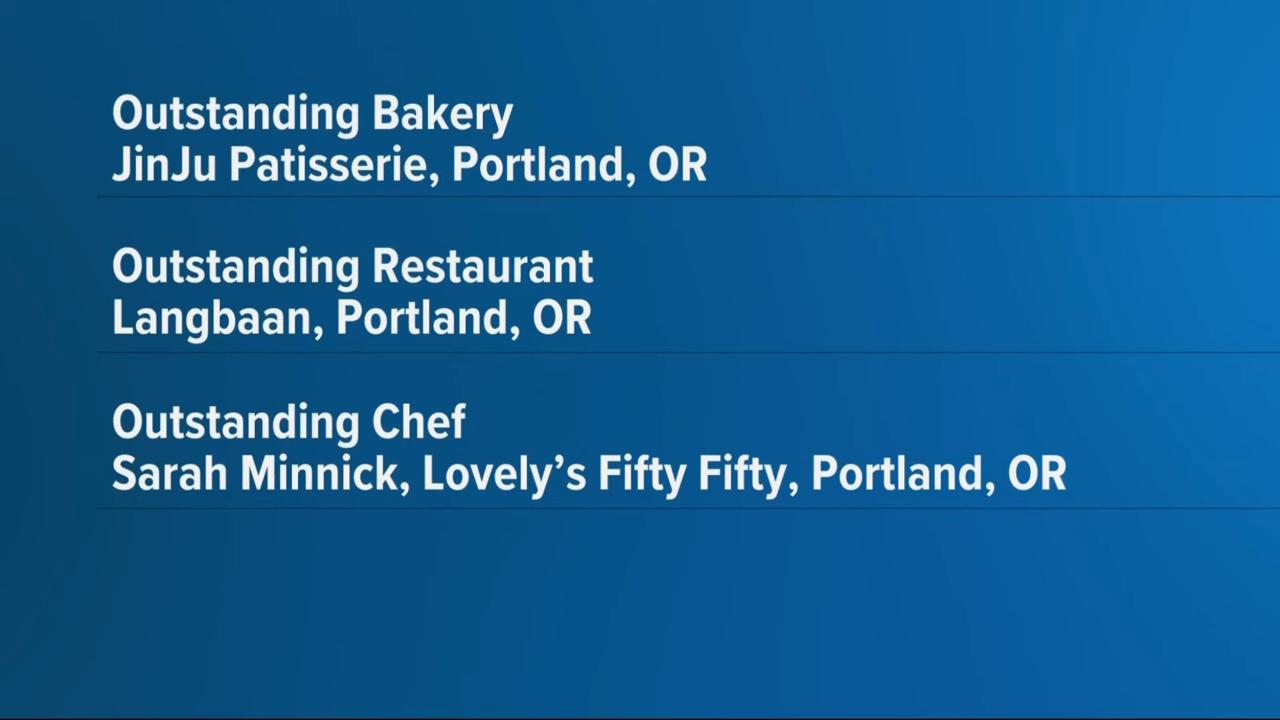 Outstanding Bakery
JinJu Patisserie, Portland, OR
Outstanding Restaurant
Langbaan, Portland, OR
Outstanding Chef
Sarah Minnick, Lovely’s Fifty Fifty, Portland, OR